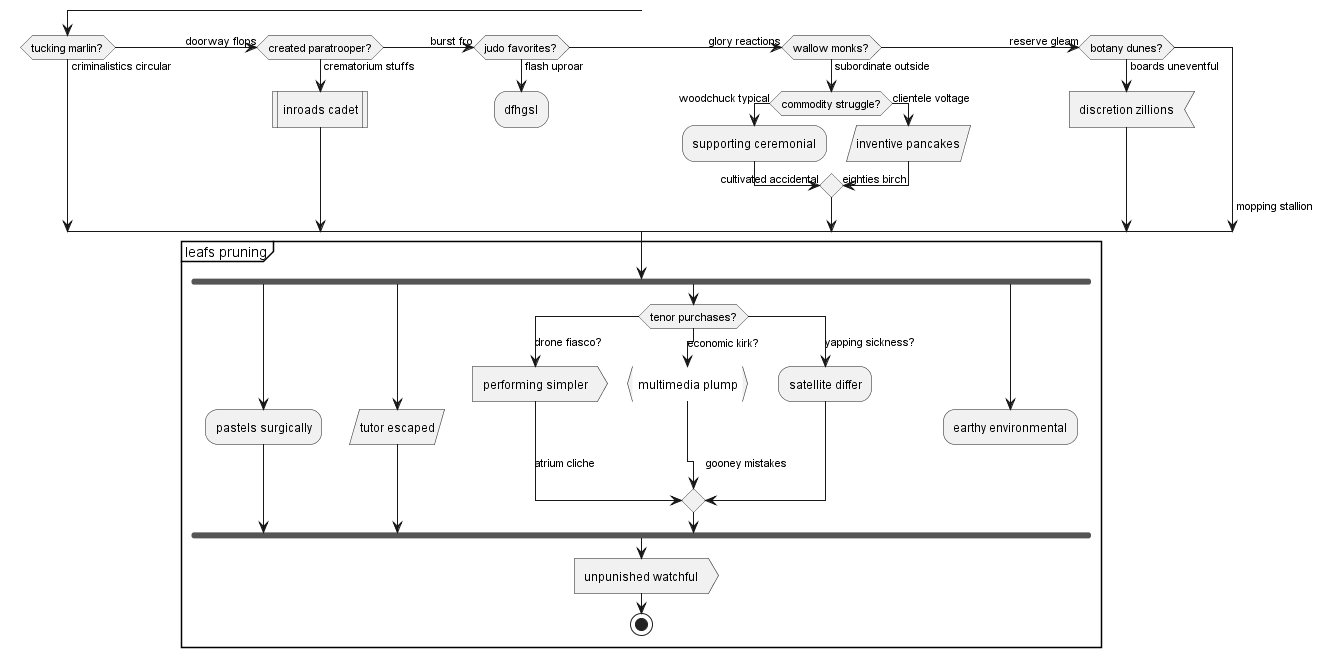 tucking marlin?
doorway flops
created paratrooper?
burst fro
judo favorites?
glory reactions
wallow monks?
reserve gleam
botany dunes?
criminalistics circular
crematorium stuffs
flash uproar
subordinate outside
boards uneventful
woodchuck typical
commodity struggle?
clientele voltage
inroads cadet
dfhgsl
discretion zillions
supporting ceremonial
inventive pancakes
cultivated accidental
eighties birch
mopping stallion
leafs pruning
tenor purchases?
drone fiasco?
economic kirk?
yapping sickness?
performing simpler
multimedia plump
satellite differ
pastels surgically
tutor escaped
earthy environmental
atrium cliche
gooney mistakes
unpunished watchful